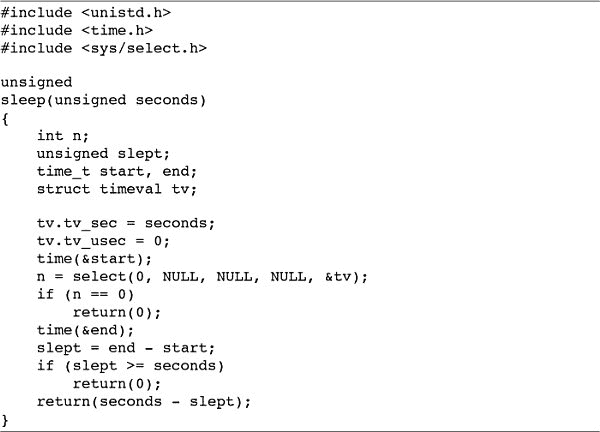 #include <unistd.h>
#include <time.h>
#include <sys/select.h>
unsigned
sleep(unsigned seconds)
{
    int n;
    unsigned slept;
    time_t start, end;
    struct timeval tv;
    tv.tv_sec = seconds;
    tv.tv_usec = 0;
    time(&start);
    n = select(0, NULL, NULL, NULL, &tv);
    if (n == 0)
        return(0);
    time(&end);
    slept = end - start;
    if (slept >= seconds)
        return(0);
    return(seconds - slept);
}